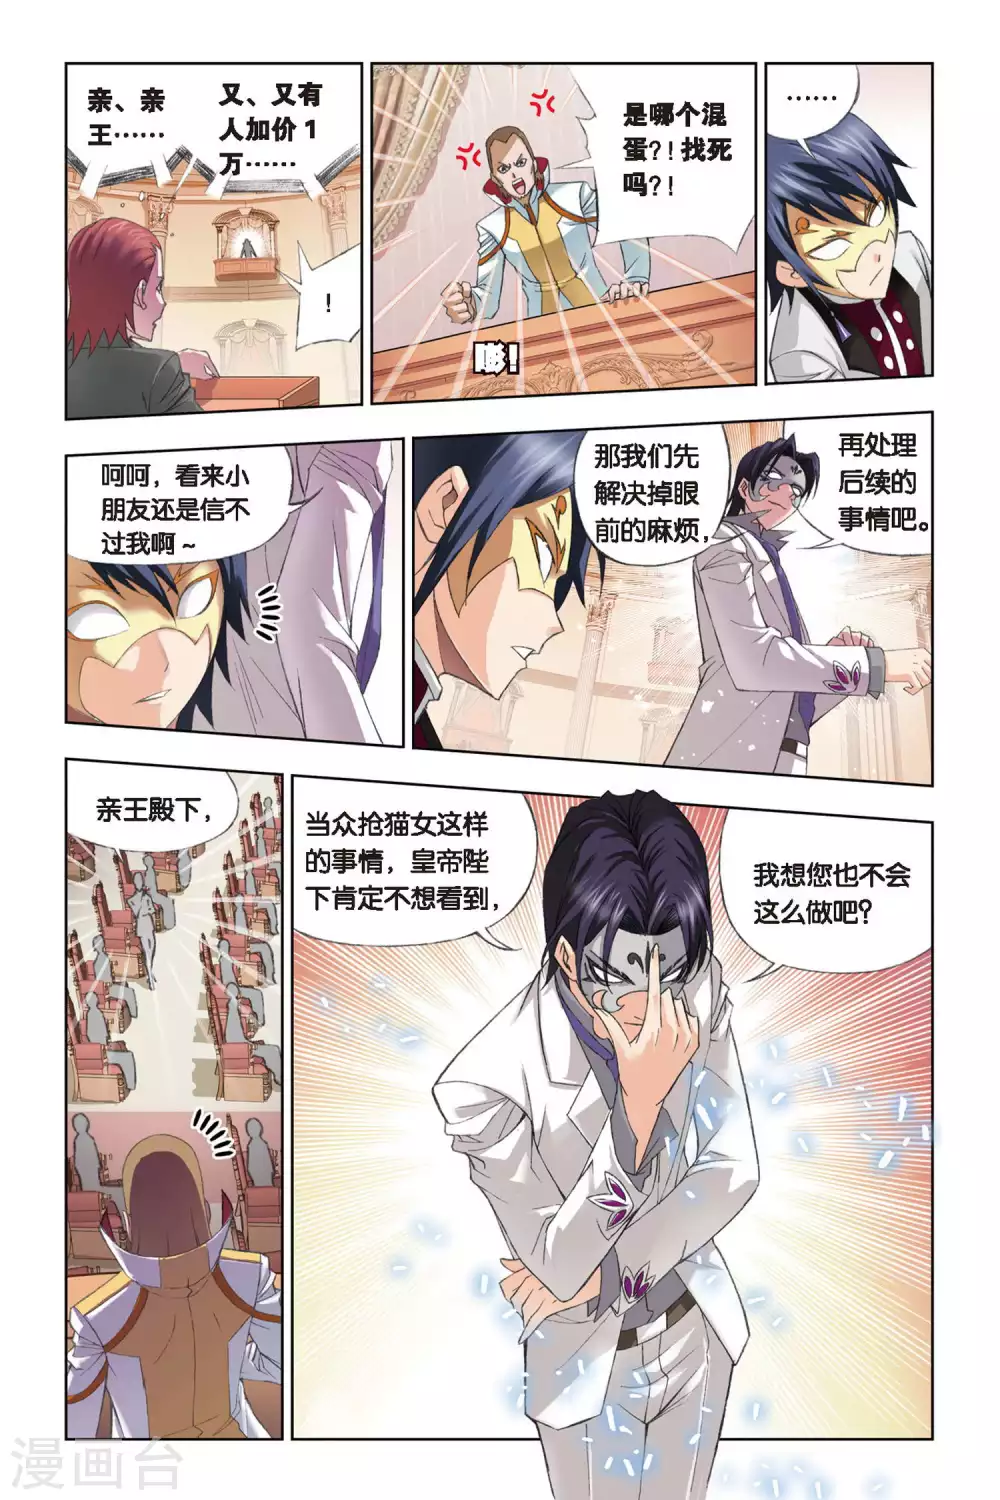 亲、亲
王……
又、又有
人加价1
万……
!
是哪个混
蛋?!找死
吗?!
嘭!
……
呵呵，看来小
朋友还是信不
过我啊~
那我们先
解决掉眼
前的麻烦，
再处理
后续的
事情吧。
亲王殿下，
当众抢猫女这样
的事情，皇帝陛
下肯定不想看到，
我想您也不会
这么做吧？
漫画台